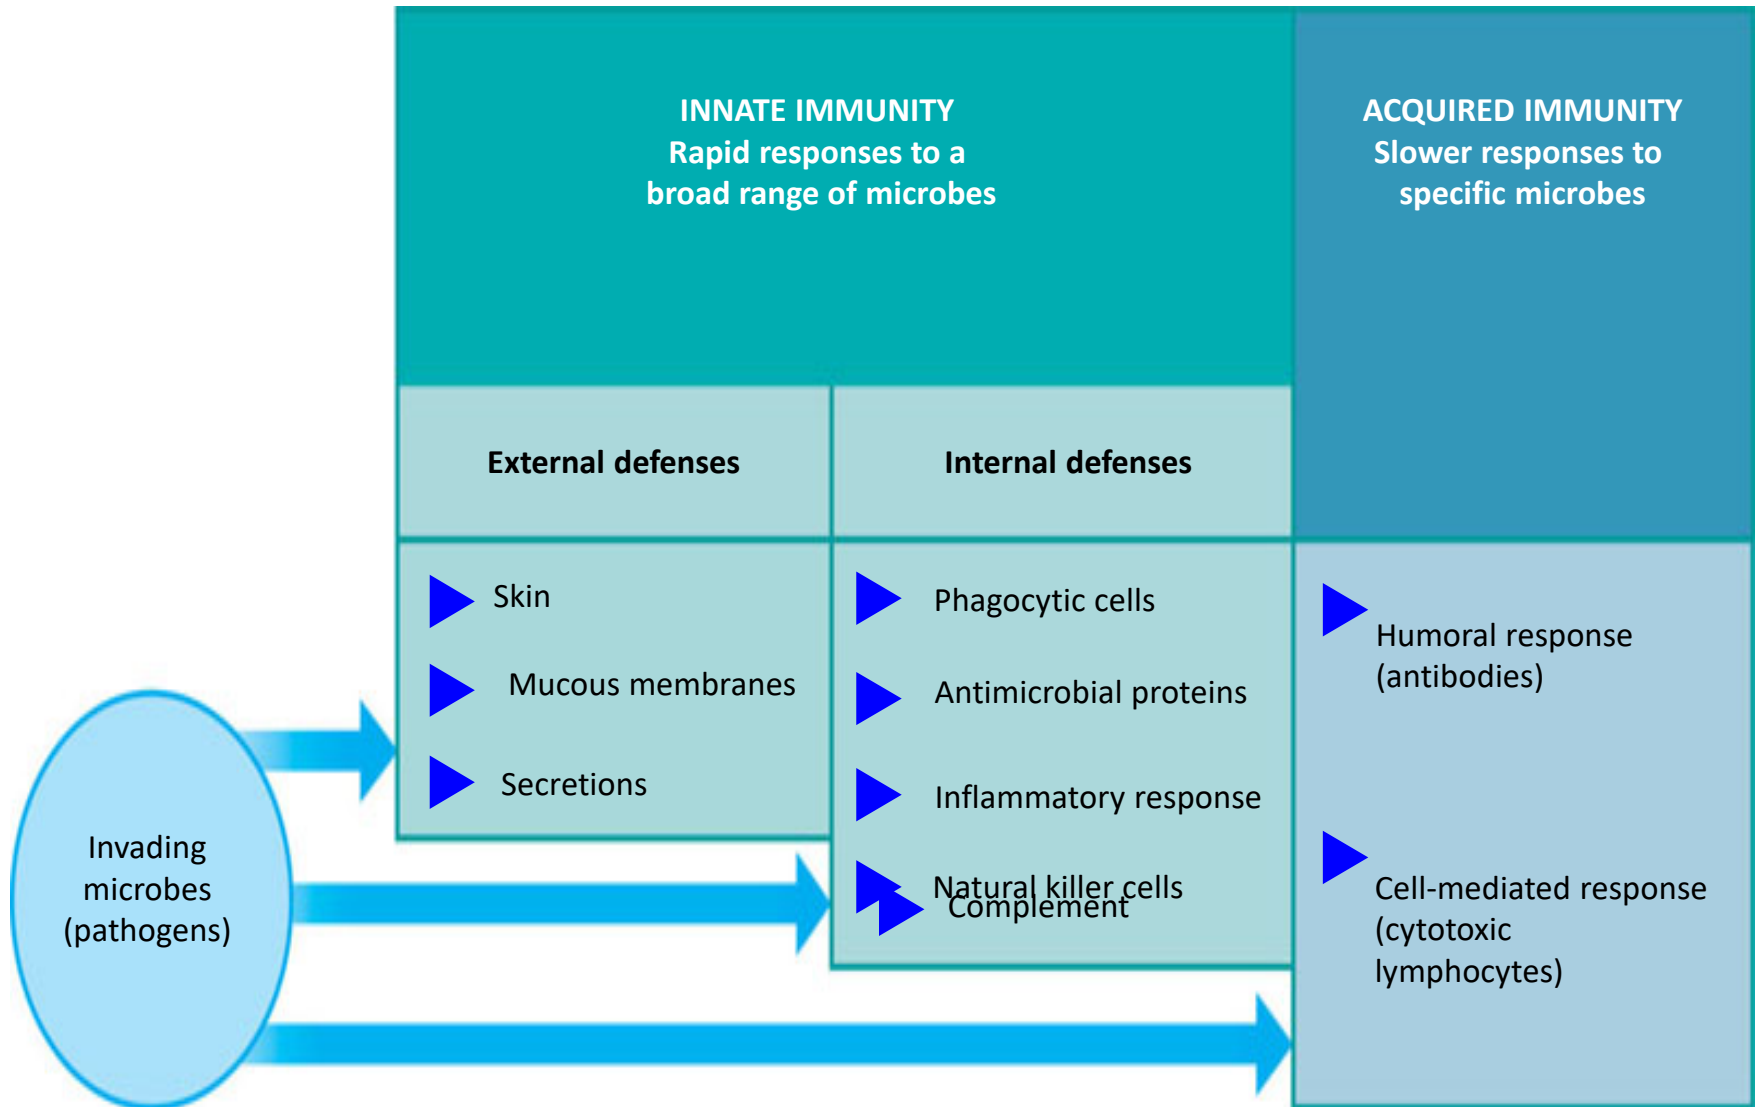 INNATE IMMUNITY
Rapid responses to a
broad range of microbes
ACQUIRED IMMUNITY
Slower responses to
specific microbes
External defenses
Internal defenses
Skin
Mucous membranes
Secretions
Phagocytic cells
Antimicrobial proteins
Inflammatory response
Natural killer cells
Complement
Humoral response
(antibodies)
Cell-mediated response
(cytotoxic
lymphocytes)
Invading
microbes
(pathogens)